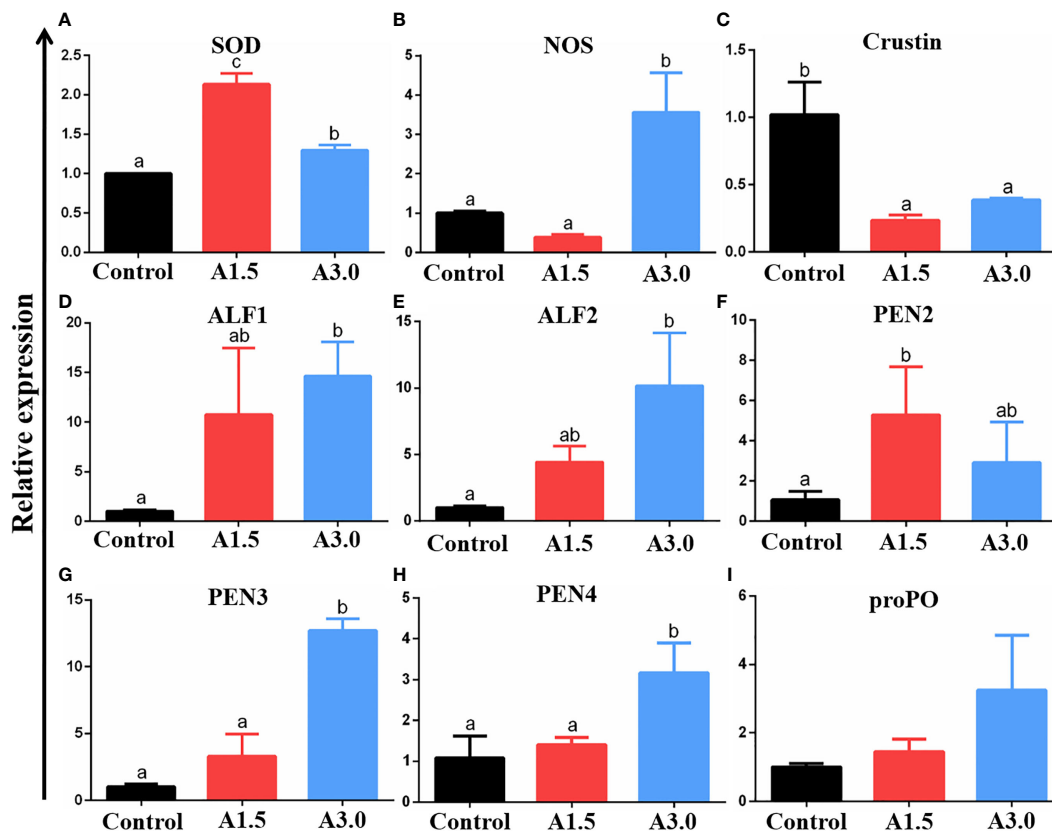 Relative expression
A
SOD
2.5
2.0
1.5
1.0
0.5
0.0
a
c
b
Control A1.5 A3.0
B
NOS
5
4
3
2
1
0
a
a
b
Control A1.5 A3.0
C
Crustin
1.5
1.0
0.5
0.0
b
a
a
Control A1.5 A3.0
D
ALF1
20
15
10
5
0
a
ab
b
Control A1.5 A3.0
E
ALF2
15
10
5
0
a
ab
b
Control A1.5 A3.0
F
PEN2
10
8
6
4
2
0
a
b
ab
Control A1.5 A3.0
G
PEN3
15
10
5
0
a
a
b
Control A1.5 A3.0
H
PEN4
5
4
3
2
1
0
a
a
b
Control A1.5 A3.0
I
proPO
6
4
2
0
Control A1.5 A3.0